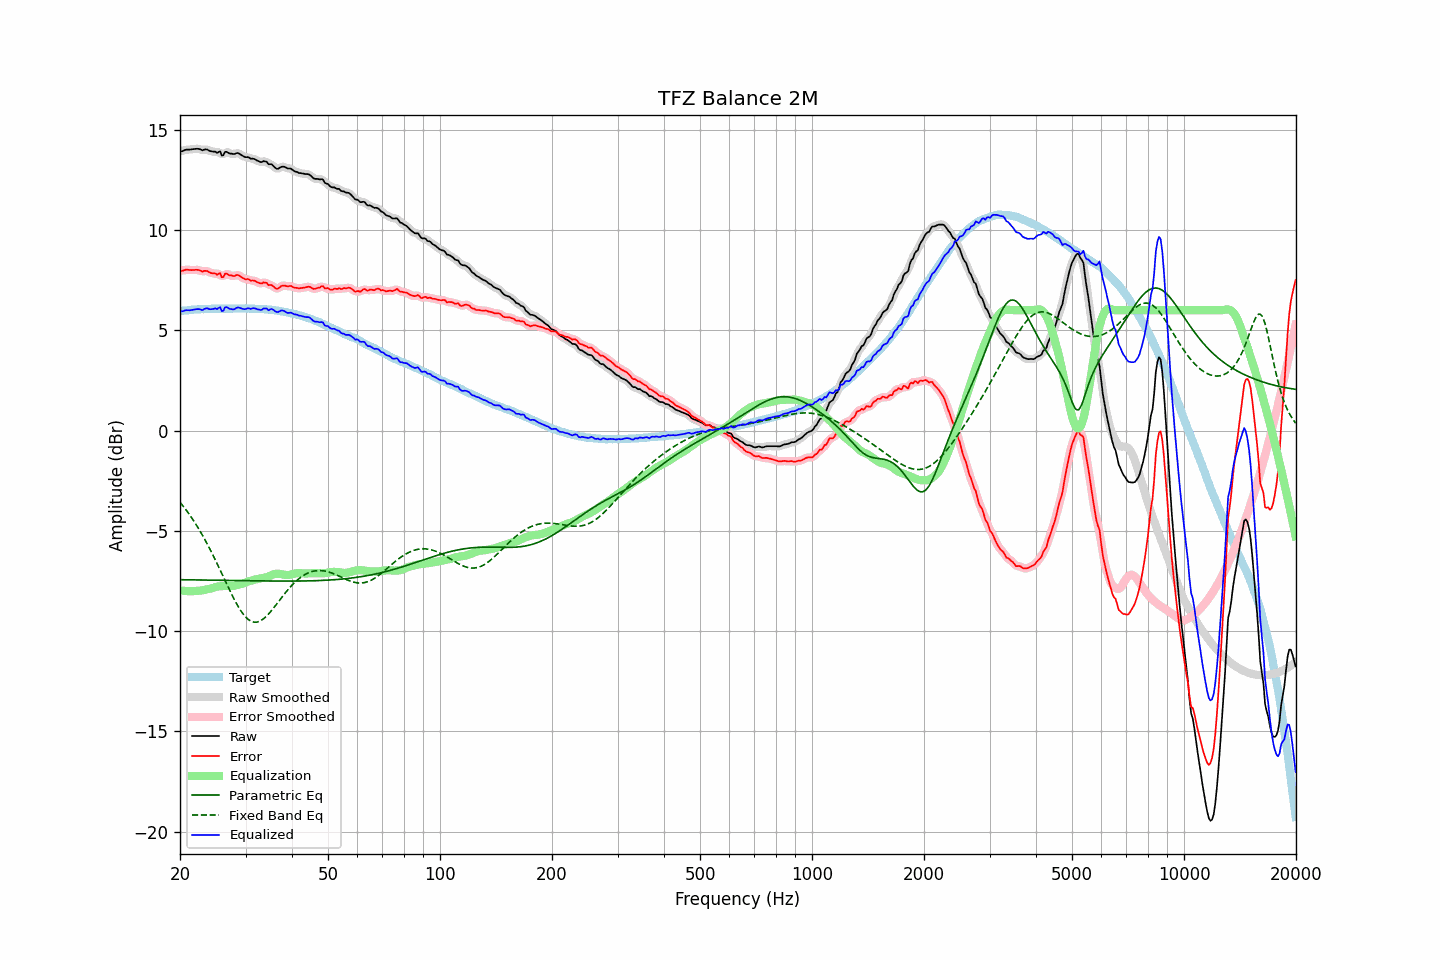 TFZ Balance 2M
15
10
5
0
−5
−10
−15
−20
Amplitude (dBr)
Target
Raw Smoothed
Error Smoothed
Raw
Error
Equalization
Parametric Eq
Fixed Band Eq
Equalized
20 50 100 200 500 1000 2000 5000 10000 20000
Frequency (Hz)